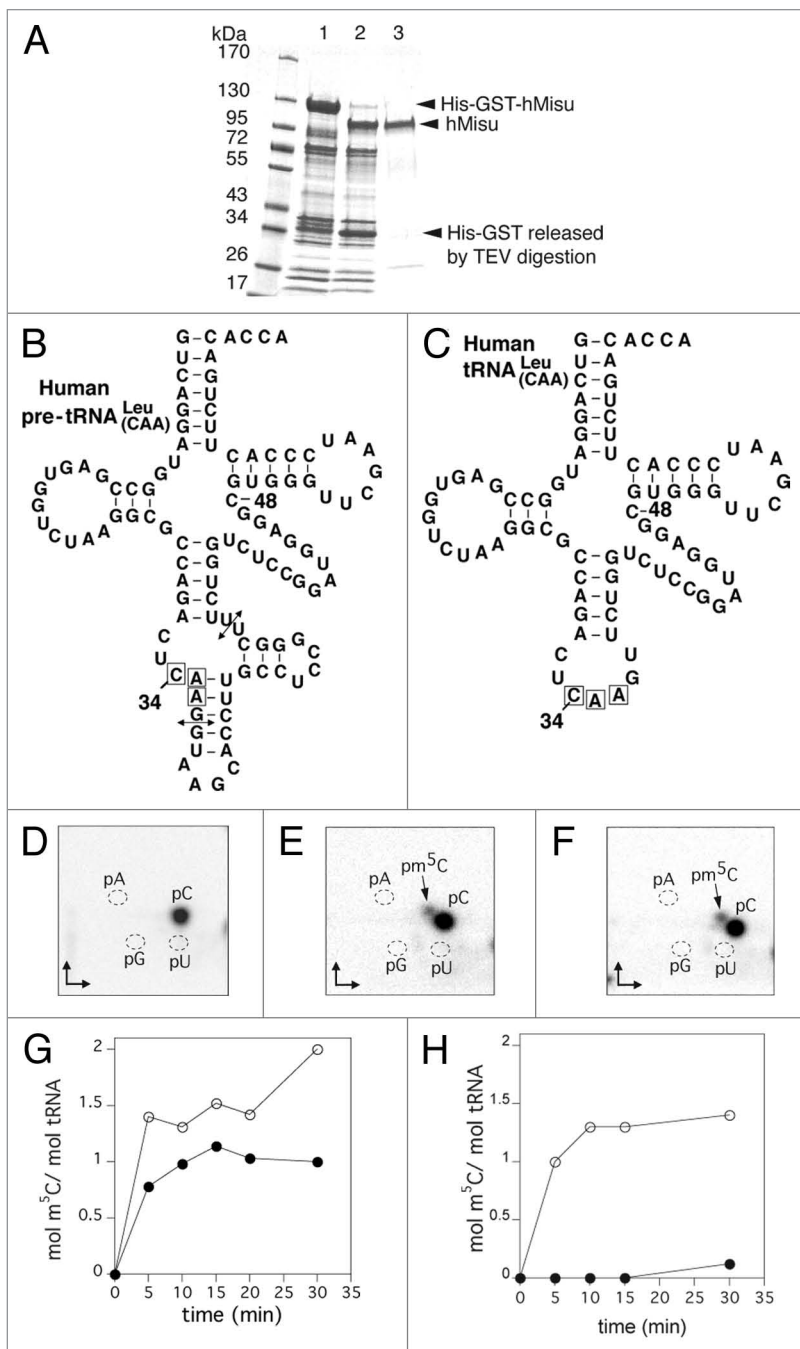 A
kDa
1 2 3
170
130
95
72
55
43
34
26
17
His-GST-hMisu
hMisu
His-GST released
by TEV digestion
B
Human
pre-tRNA Leu
(CAA)
G – C A C C A
U – A
C – G
A – U
G – C
G – U
A – U
48
34
C A
A
C
Human
tRNA Leu
(CAA)
G – C A C C A
U – A
C – G
A – U
G – C
G – U
A – U
48
34
C A A
D
pA
pC
pG
pU
E
pm⁵C
pA
pC
pG
pU
F
pm⁵C
pA
pC
pG
pU
G
mol m⁵C/ mol tRNA
2
1.5
1
0.5
0
0 5 10 15 20 25 30 35
time (min)
H
mol m⁵C/ mol tRNA
2
1.5
1
0.5
0
0 5 10 15 20 25 30 35
time (min)